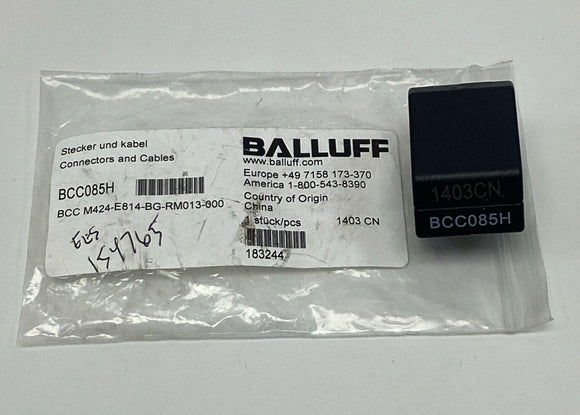 Stecker und kabel
Connectors and Cables
BCC085H
BCC M424-E814-BG-RM013-000
BALLUFF
www.balluff.com
Europe +49 7158 173-370
America 1-800-543-8390
Country of Origin
China
1 stück/pcs 1403 CN
183244
154765
1403CN
BCC085H